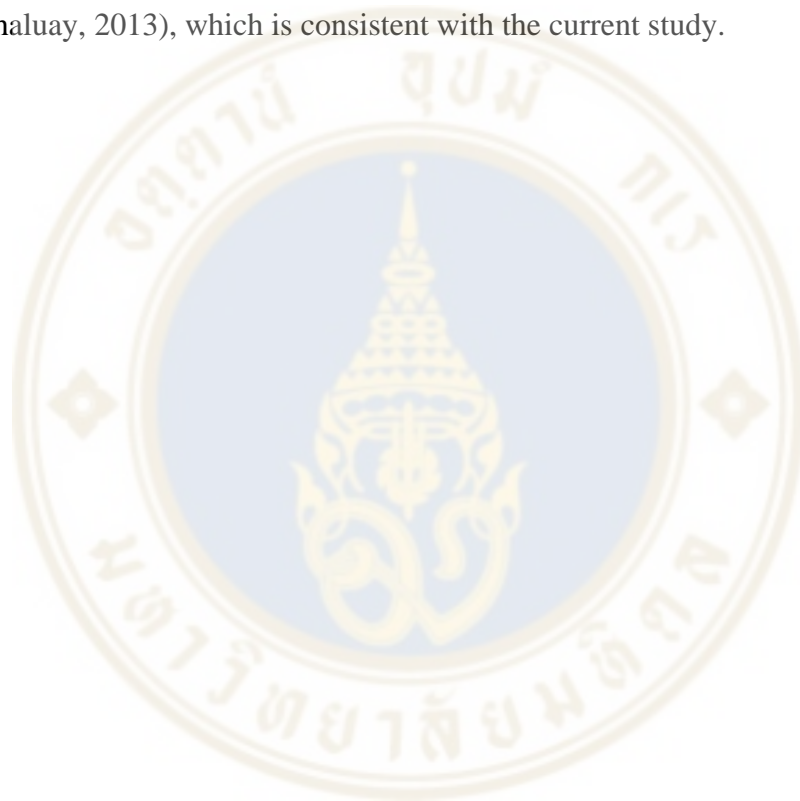 2013), which is consistent with the current study.
อตฺตานํ อุปมํ กเร
มหาวิทยาลัยมหิดล